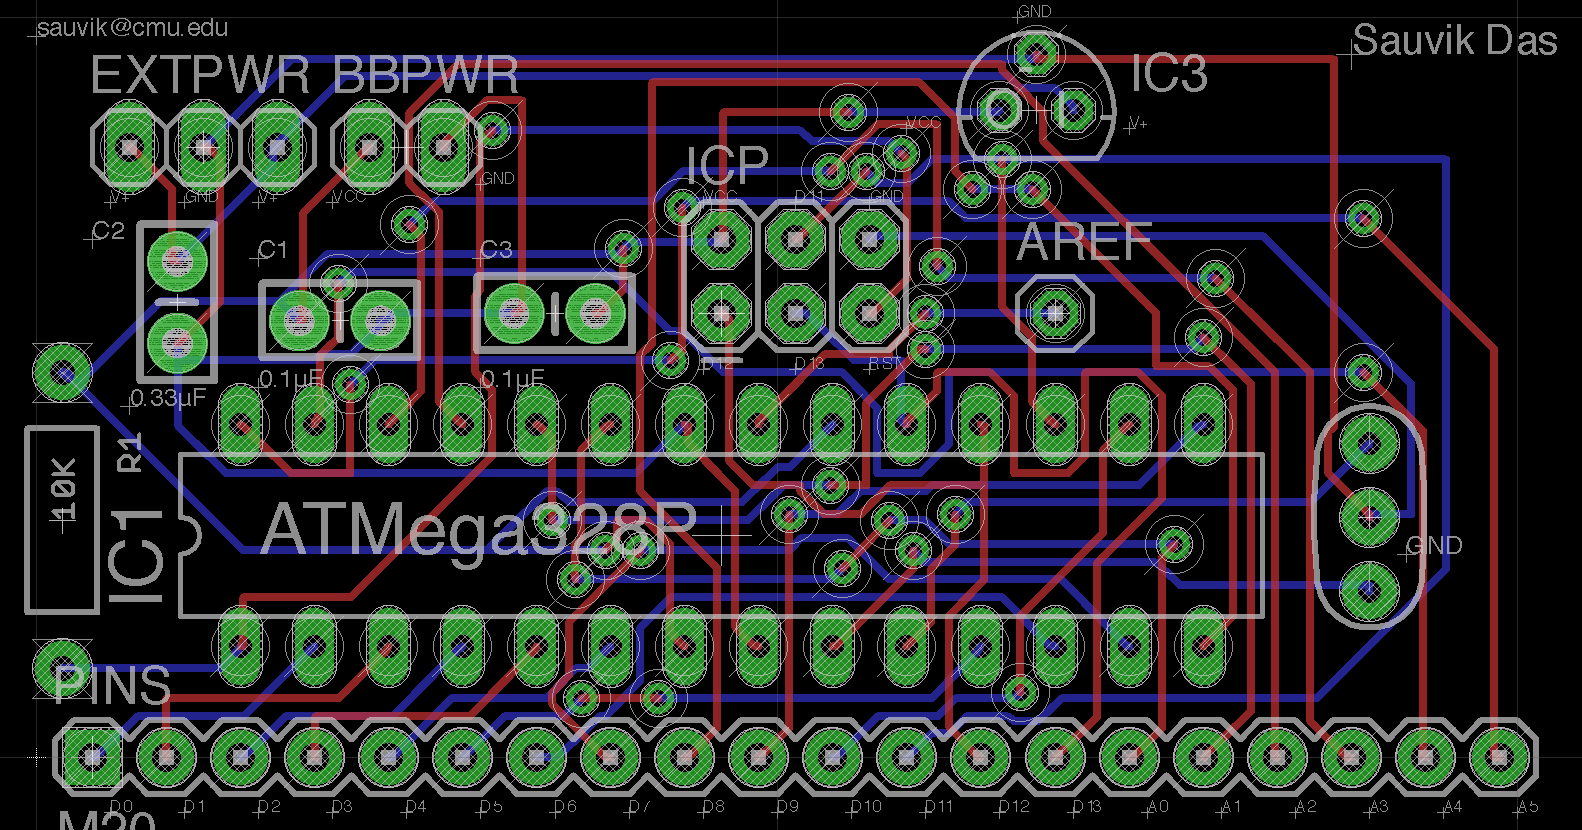 GND
sauvik@cmu.edu
Sauvik Das
EXTPWR BBPWR
IC3
VCC
V+
ICP
GND
V+ GND V+ VCC
VCC D11 GND
C2
C1
C3
AREF
D12 D13 RST
0.1µF
0.1µF
0.33µF
R1
10K
IC1
ATMega328P
GND
PINS
D0 D1 D2 D3 D4 D5 D6 D7 D8 D9 D10 D11 D12 D13 A0 A1 A2 A3 A4 A5
M20